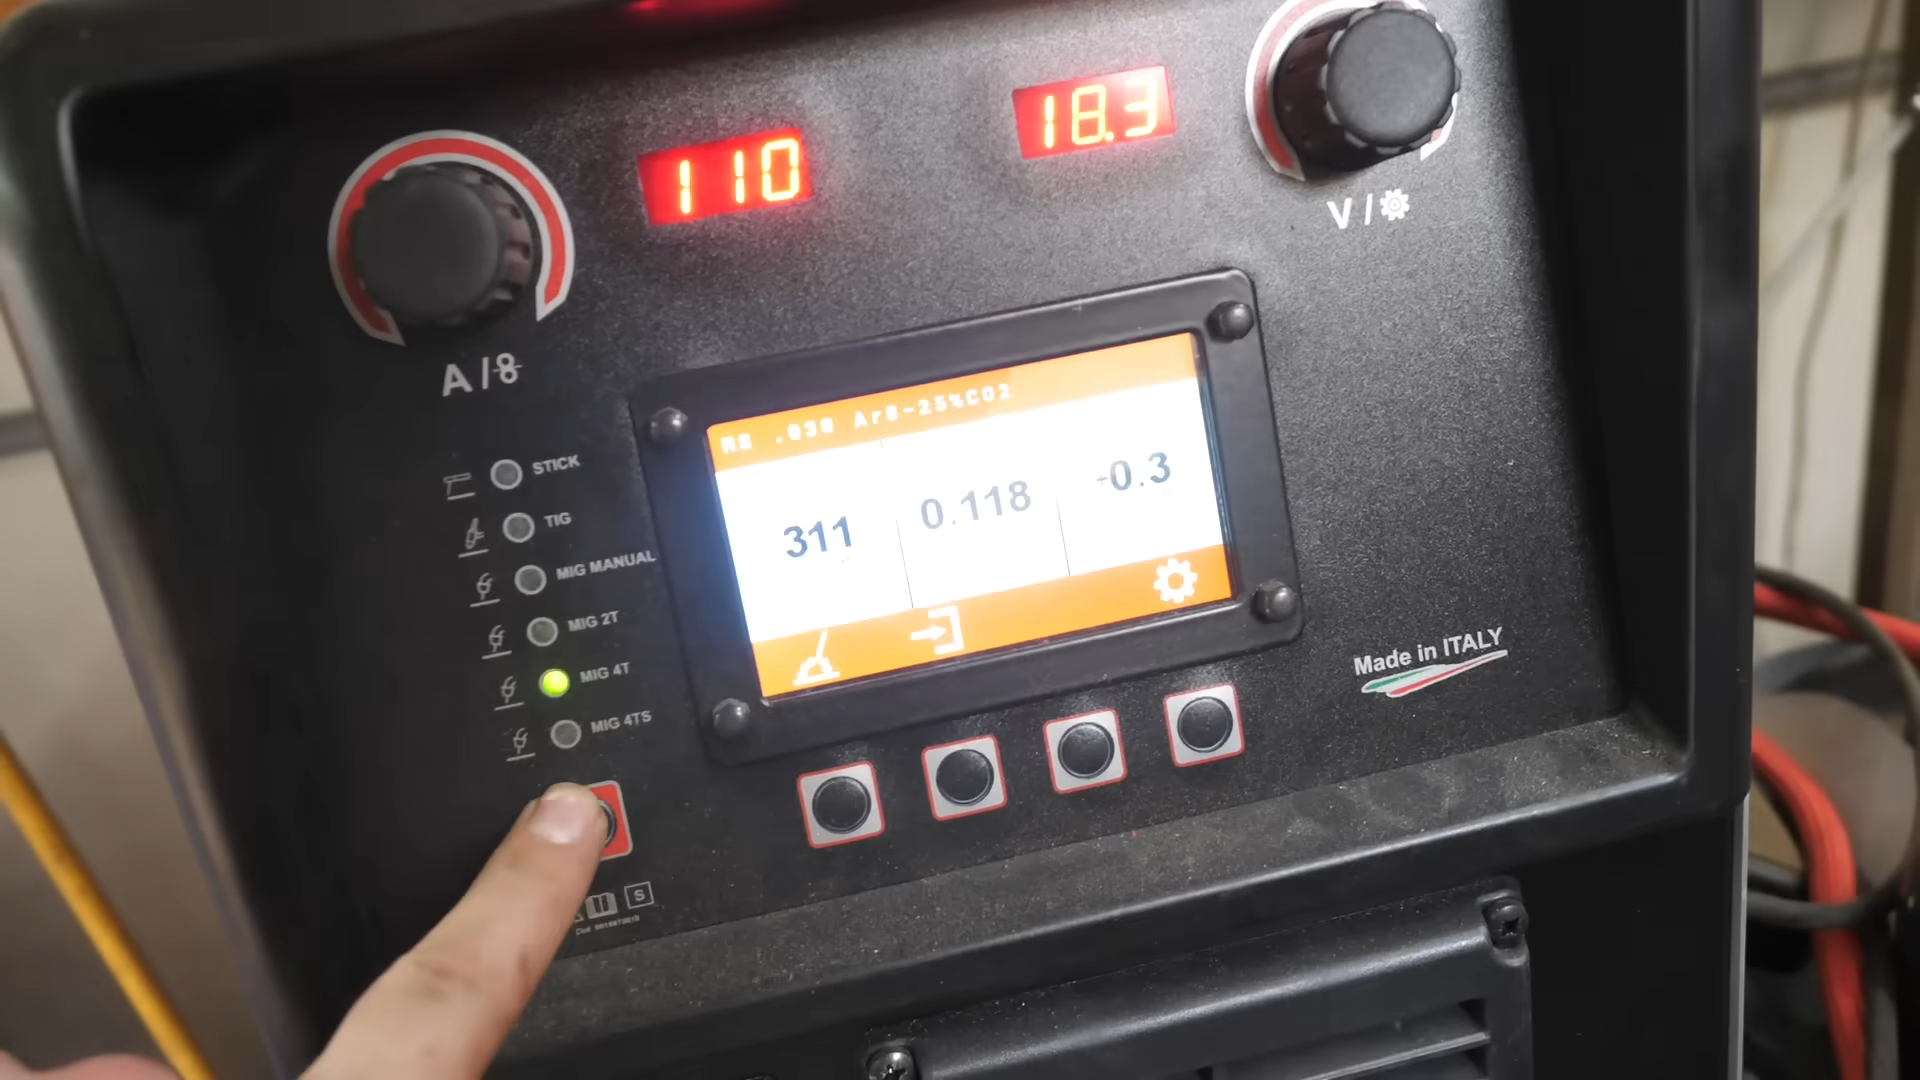 110
18.3
V /
A /
.030 Ar8-25%CO2
311
0.118
-0.3
STICK
TIG
MIG MANUAL
MIG 2T
MIG 4T
MIG 4TS
Made in ITALY
S